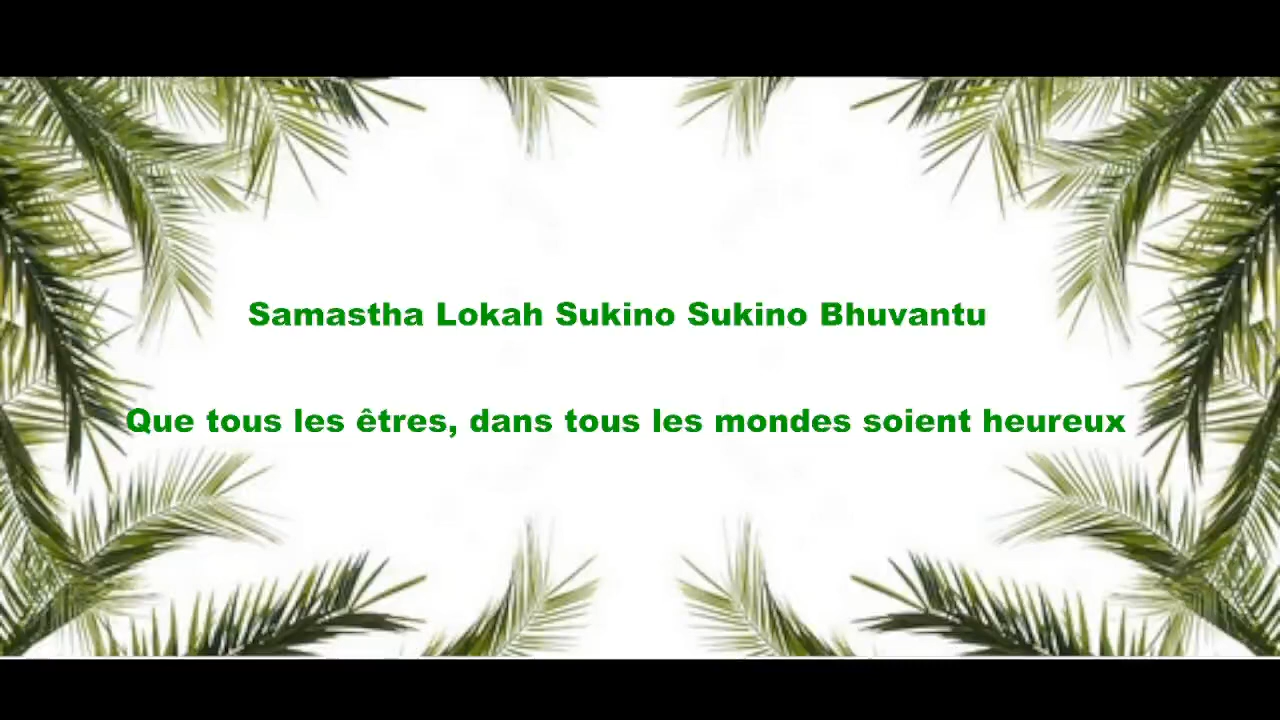 Samastha Lokah Sukino Sukino Bhuvantu
Que tous les êtres, dans tous les mondes soient heureux